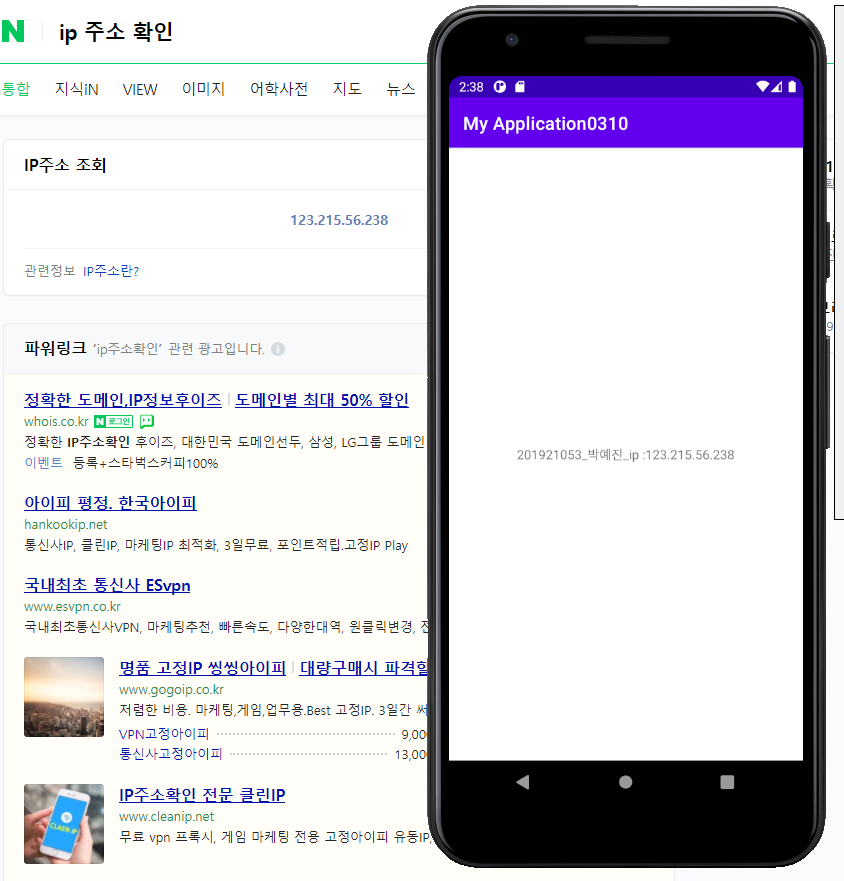 N ip 주소 확인
통합 지식iN VIEW 이미지 어학사전 지도 뉴스
IP주소 조회
123.215.56.238
관련정보 IP주소란?
파워링크 ‘ip주소확인’ 관련 광고입니다.
정확한 도메인,IP정보후이즈 도메인별 최대 50% 할인
whois.co.kr N 로그인
정확한 IP주소확인 후이즈, 대한민국 도메인선두, 삼성, LG그룹 도메인
이벤트 등록+스타벅스커피100%
아이피 평정. 한국아이피
hankookip.net
통신사IP, 클린IP, 마케팅IP 최적화, 3일무료, 포인트적립.고정IP Play
국내최초 통신사 ESvpn
www.esvpn.co.kr
국내최초통신사VPN, 마케팅추천, 빠른속도, 다양한대역, 원클릭변경,
명품 고정IP 씽씽아이피 대량구매시 파격할
www.gogoip.co.kr
저렴한 비용. 마케팅,게임,업무용.Best 고정IP. 3일간 써
VPN고정아이피 9,00
통신사고정아이피 13,00
CLAEN IP
IP주소확인 전문 클린IP
www.cleanip.net
무료 vpn 프록시, 게임 마케팅 전용 고정아이피 유동IP,
2:38
My Application0310
201921053_박예진_ip :123.215.56.238